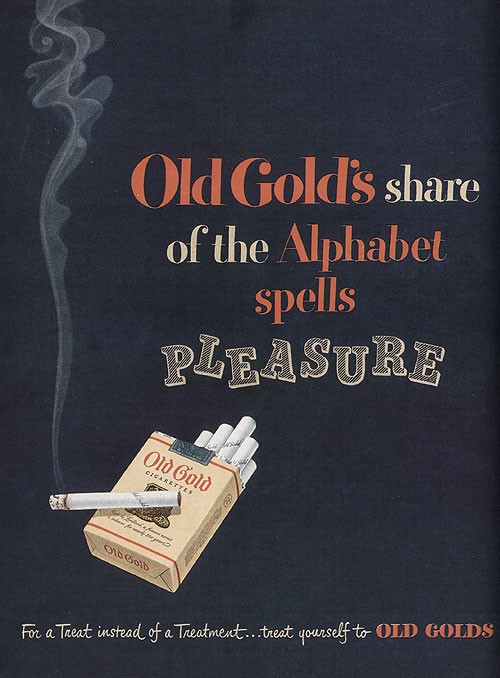 Old Gold's share
of the Alphabet
spells
PLEASURE
Old Gold
CIGARETTES
Old Gold
For a Treat instead of a Treatment...treat yourself to OLD GOLDS